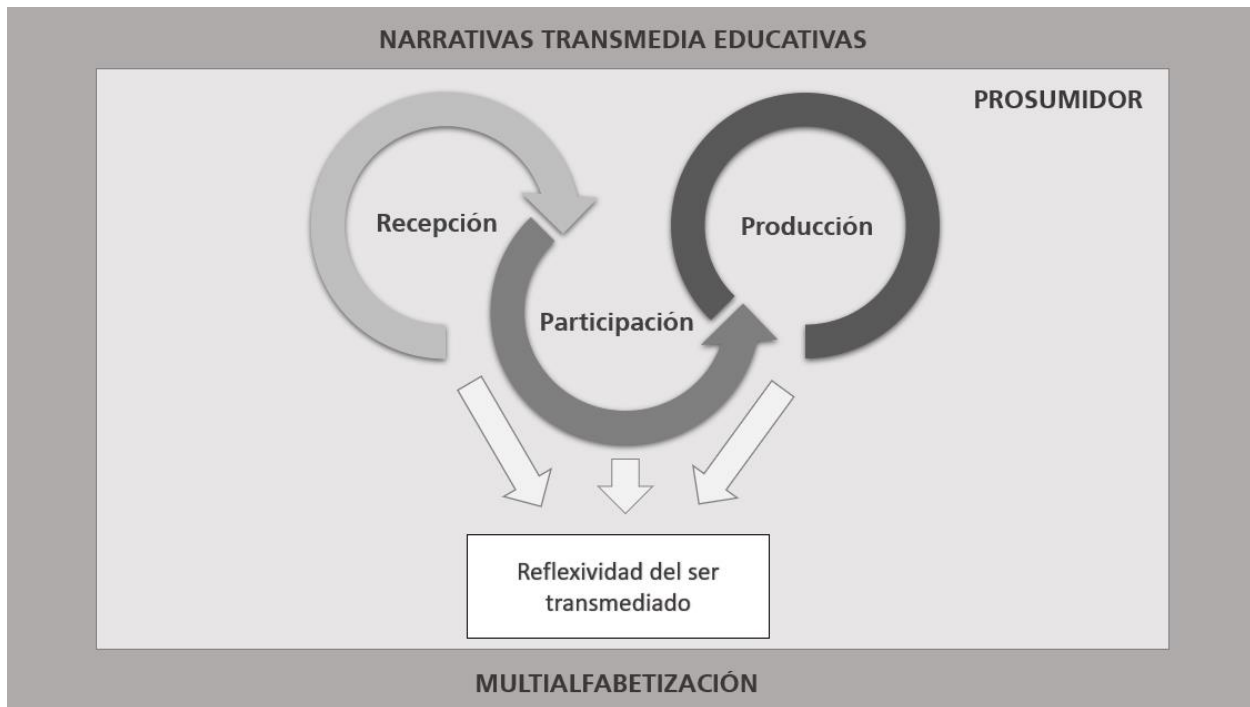 NARRATIVAS TRANSMEDIA EDUCATIVAS
PROSUMIDOR
Recepción
Producción
Participación
Reflexividad del ser
transmediado
MULTIALFABETIZACIÓN